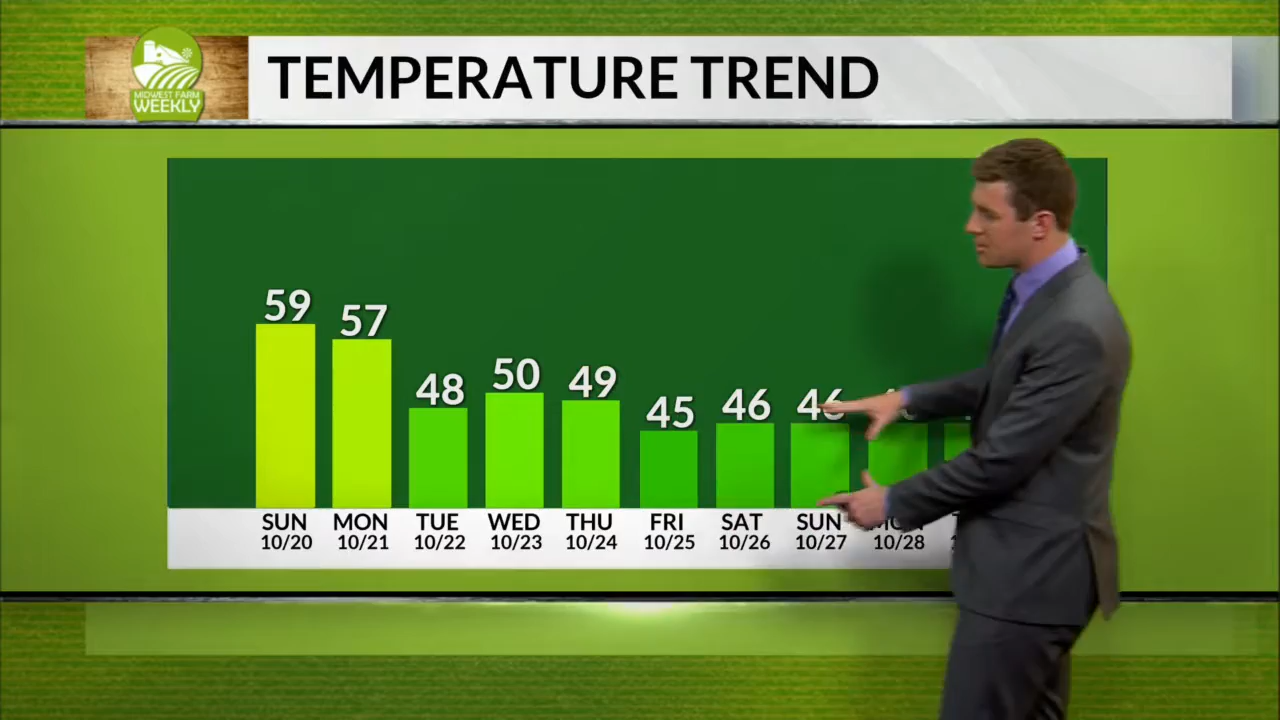 MIDWEST FARM
WEEKLY
TEMPERATURE TREND
59 57 48 50 49 45 46 46
SUN MON TUE WED THU FRI SAT SUN MON
10/20 10/21 10/22 10/23 10/24 10/25 10/26 10/27 10/28